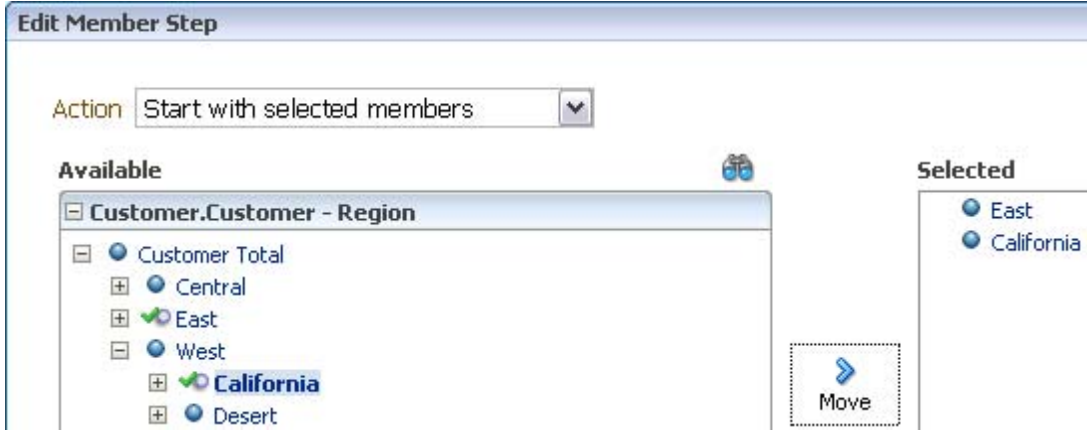 Edit Member Step
Action Start with selected members
Available
Selected
Customer.Customer - Region
East
California
Customer Total
Central
East
West
California
Desert
Move